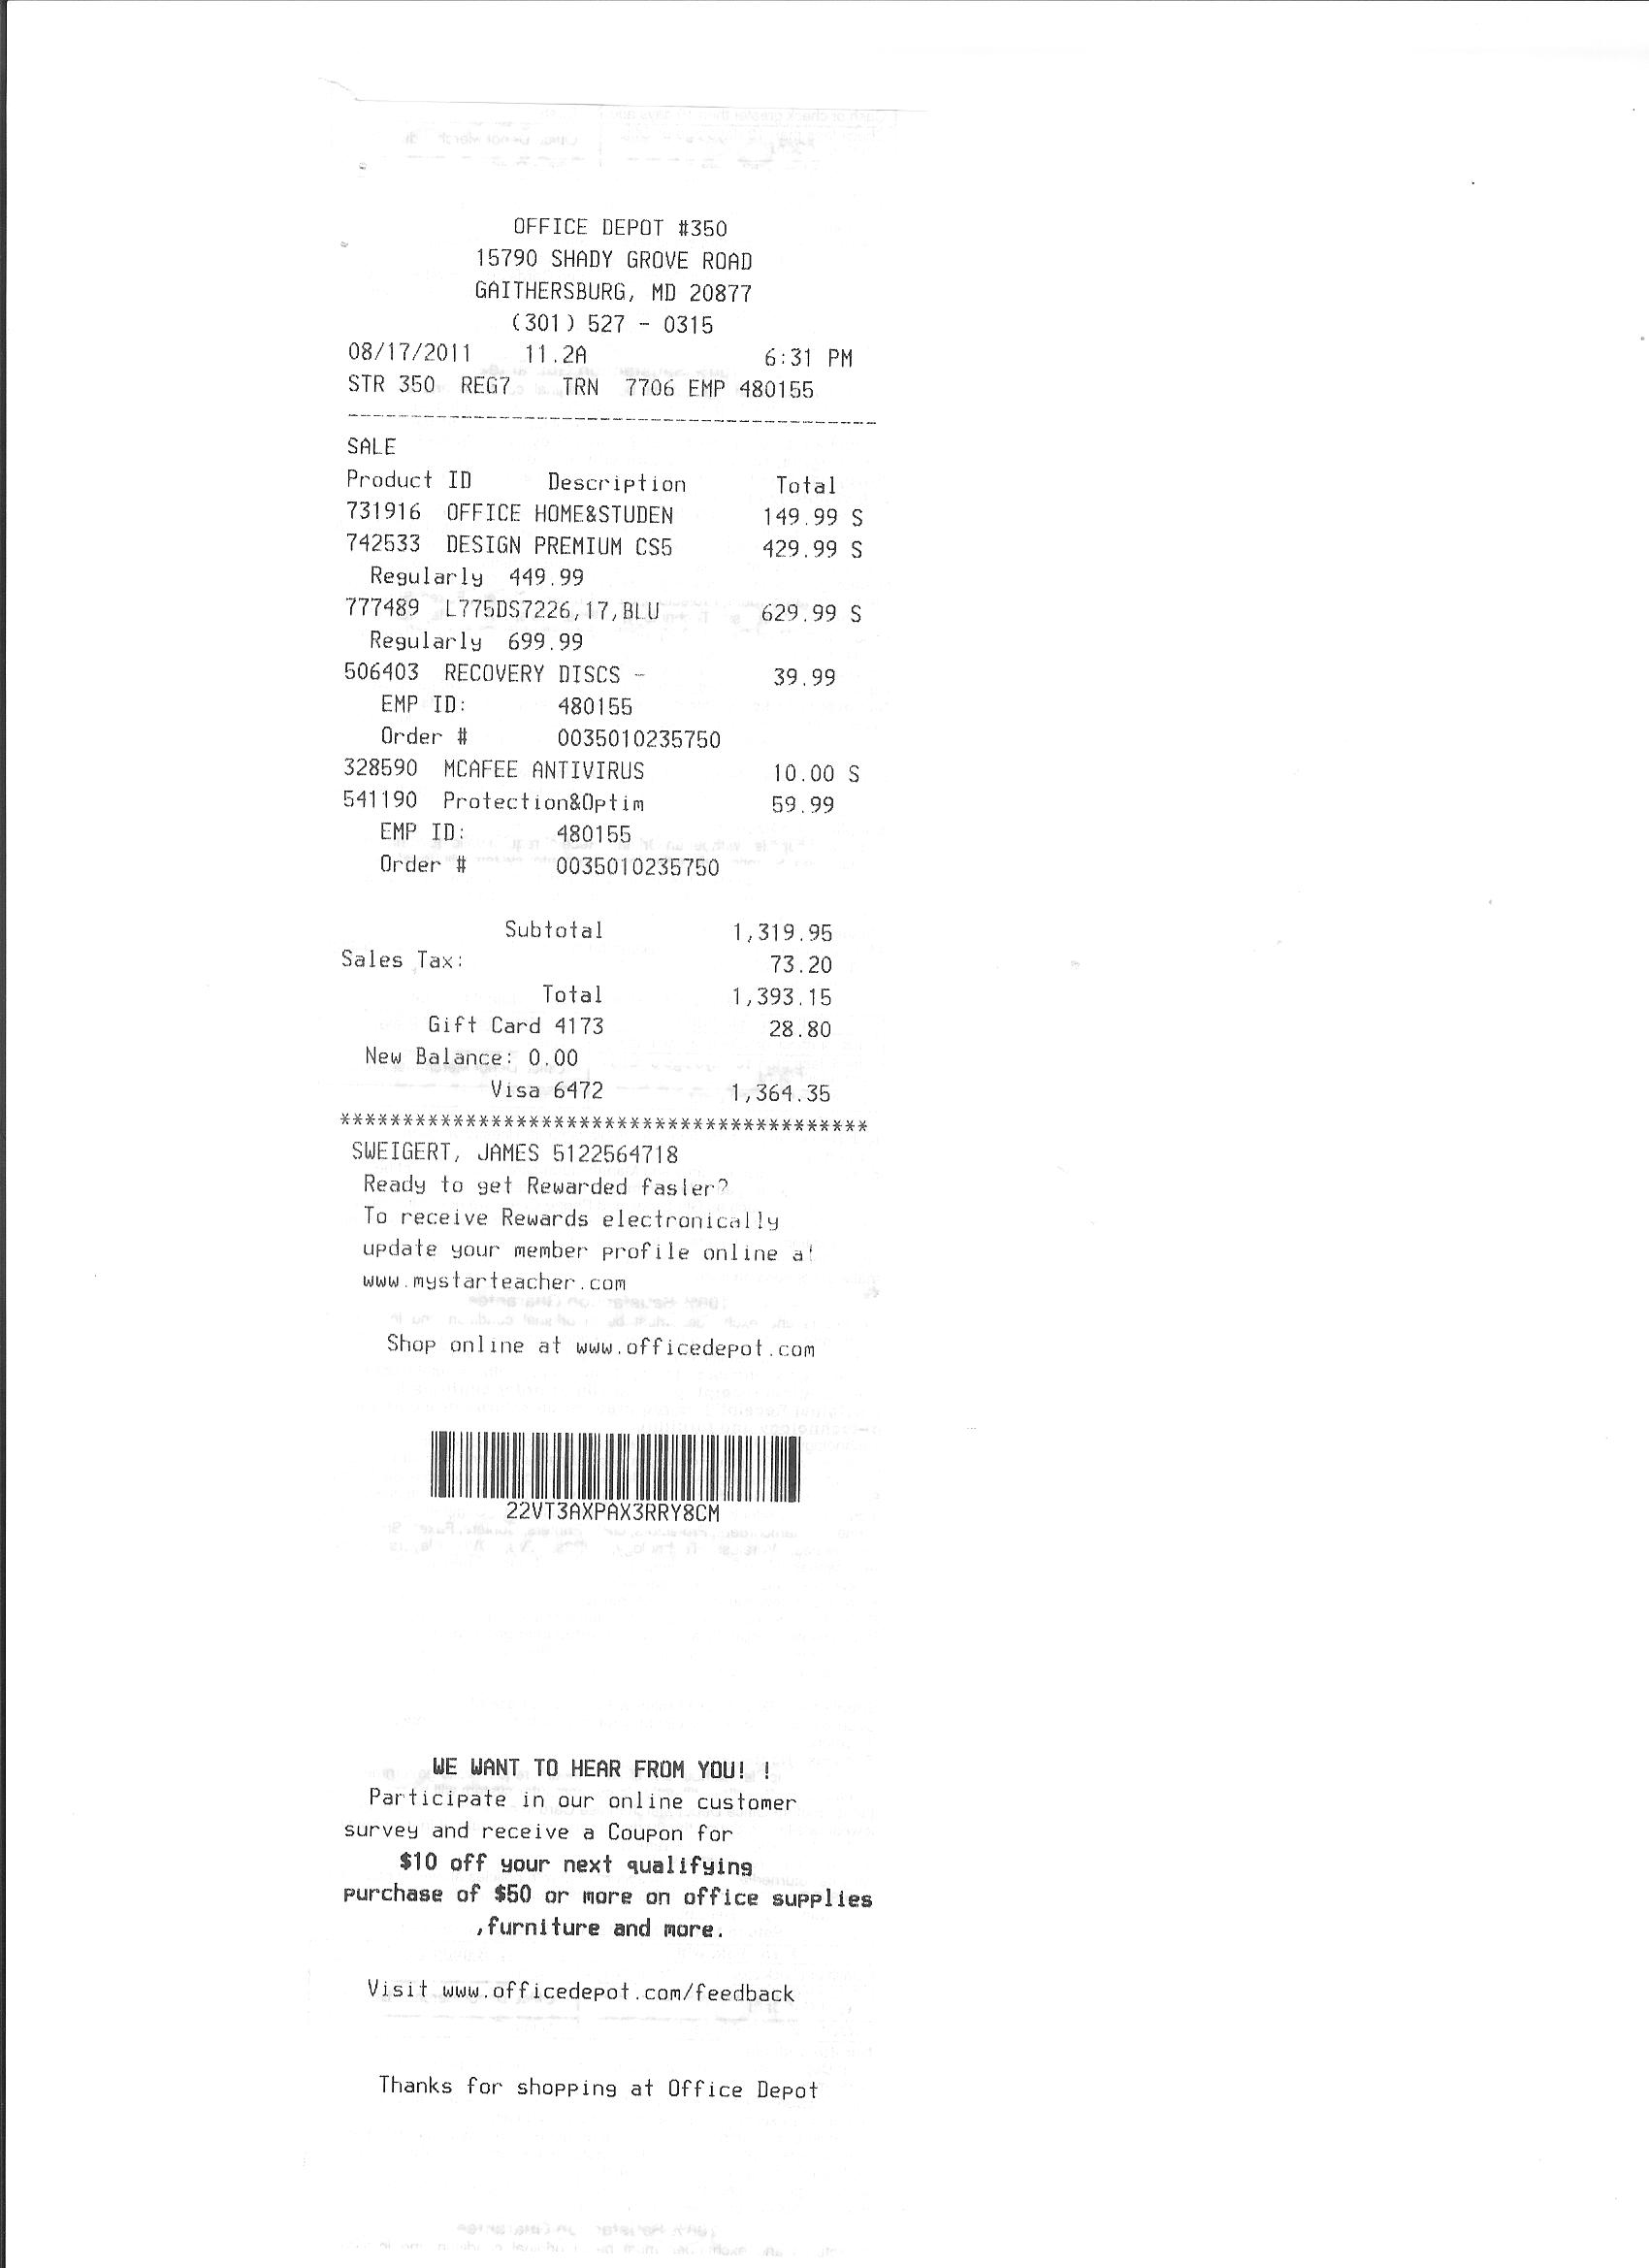 OFFICE DEPOT #350
15790 SHADY GROVE ROAD
GAITHERSBURG, MD 20877
(301) 527 - 0315
08/17/2011 11.2A 6:31 PM
STR 350 REG7 TRN 7706 EMP 480155
------------------------------------------
SALE
Product ID Description Total
731916 OFFICE HOME&STUDEN 149.99 S
742533 DESIGN PREMIUM CS5 429.99 S
Regularly 449.99
777489 L775DS7226,17,BLU 629.99 S
Regularly 699.99
506403 RECOVERY DISCS - 39.99
EMP ID: 480155
Order # 0035010235750
328590 MCAFEE ANTIVIRUS 10.00 S
541190 Protection&Optim 59.99
EMP ID: 480155
Order # 0035010235750
Subtotal 1,319.95
Sales Tax: 73.20
Total 1,393.15
Gift Card 4173 28.80
New Balance: 0.00
Visa 6472 1,364.35
******************************************
SWEIGERT, JAMES 5122564718
Ready to get Rewarded faster?
To receive Rewards electronically
update your member profile online at
www.mystarteacher.com
Shop online at www.officedepot.com
22VT3AXPAX3RRY8CM
WE WANT TO HEAR FROM YOU! !
Participate in our online customer
survey and receive a Coupon for
$10 off your next qualifying
purchase of $50 or more on office supplies
,furniture and more.
Visit www.officedepot.com/feedback
Thanks for shopping at Office Depot